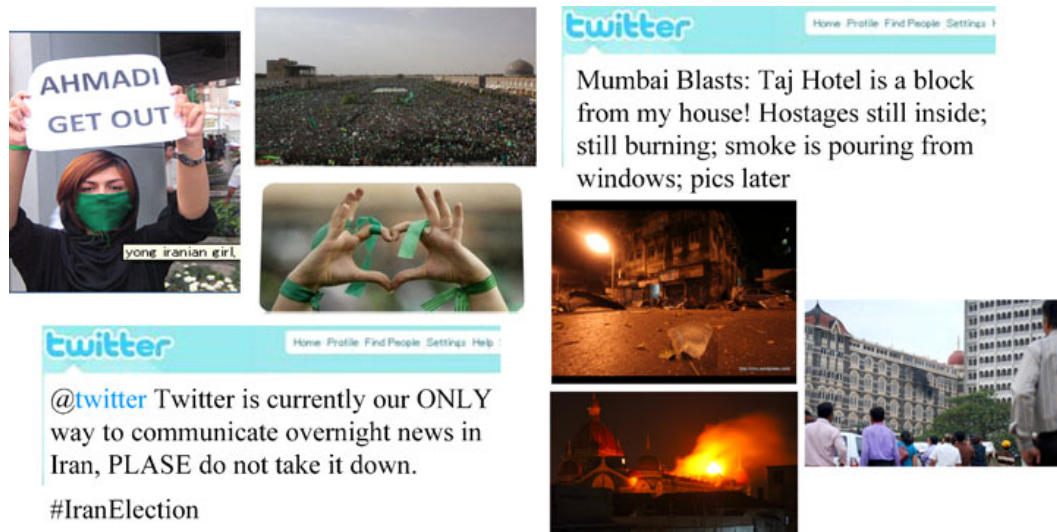 AHMADI
GET OUT
yong iranian girl,
twitter
Home Profile Find People Settings Help
@twitter Twitter is currently our ONLY
way to communicate overnight news in
Iran, PLASE do not take it down.
#IranElection
twitter
Home Profile Find People Settings H
Mumbai Blasts: Taj Hotel is a block
from my house! Hostages still inside;
still burning; smoke is pouring from
windows; pics later